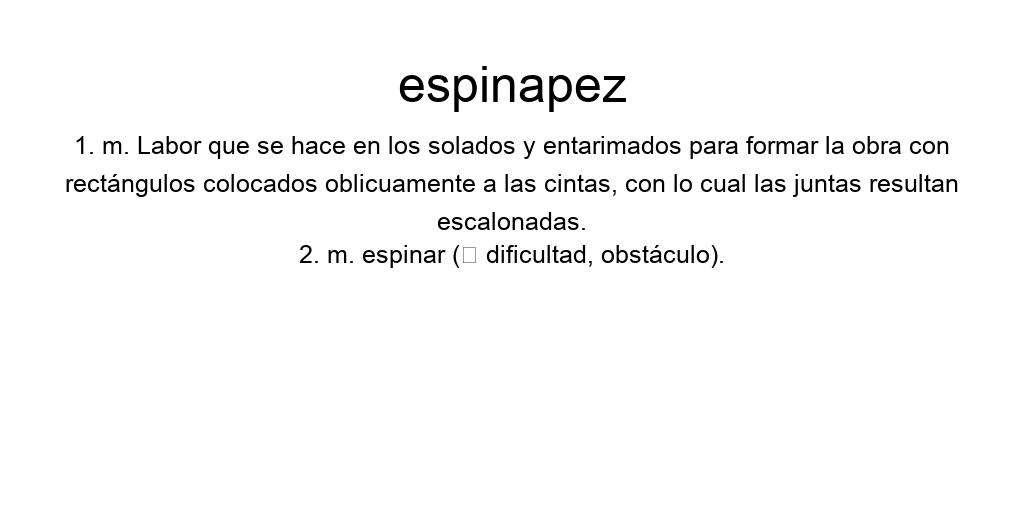 espinapez
1. m. Labor que se hace en los solados y entarimados para formar la obra con
rectángulos colocados oblicuamente a las cintas, con lo cual las juntas resultan
escalonadas.
2. m. espinar (□ dificultad, obstáculo).